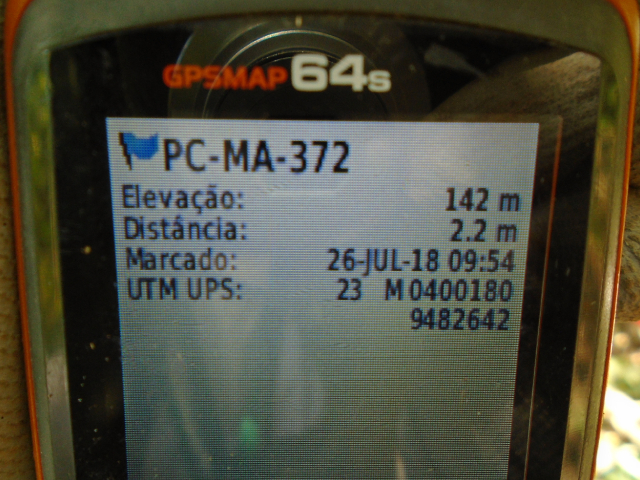 GPSMAP 64s
PC-MA-372
Elevação: 142 m
Distância: 2.2 m
Marcado: 26-JUL-18 09:54
UTM UPS: 23 M 0400180
9482642